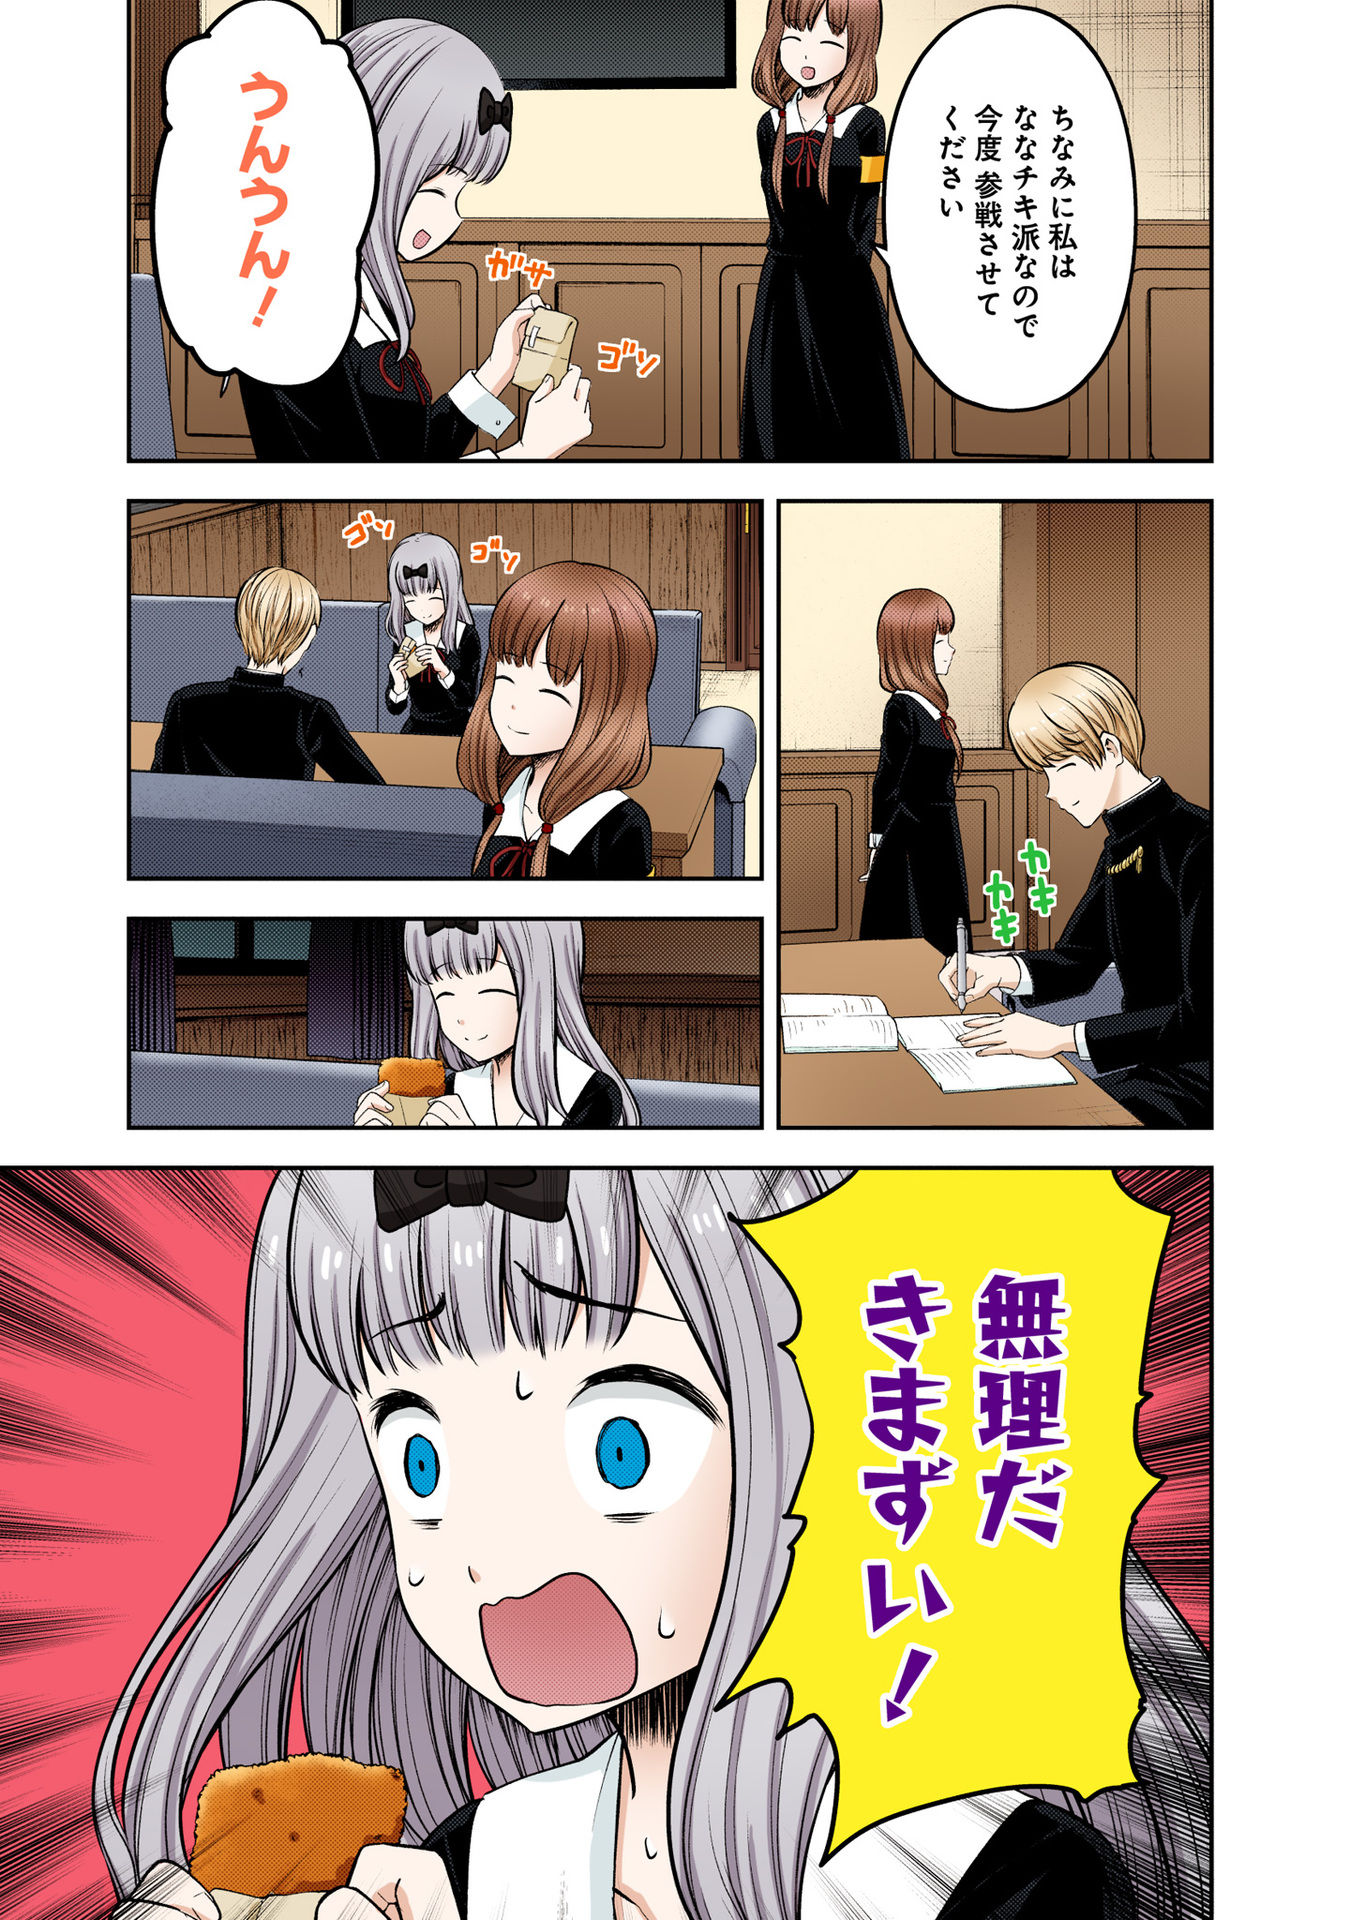 ちなみに私は
ななチキ派なので
今度 参戦させて
ください
うんうん！
ガサ
ゴソ
カキ
カキ
ゴソ
ゴソ
無理だ
きまずい！